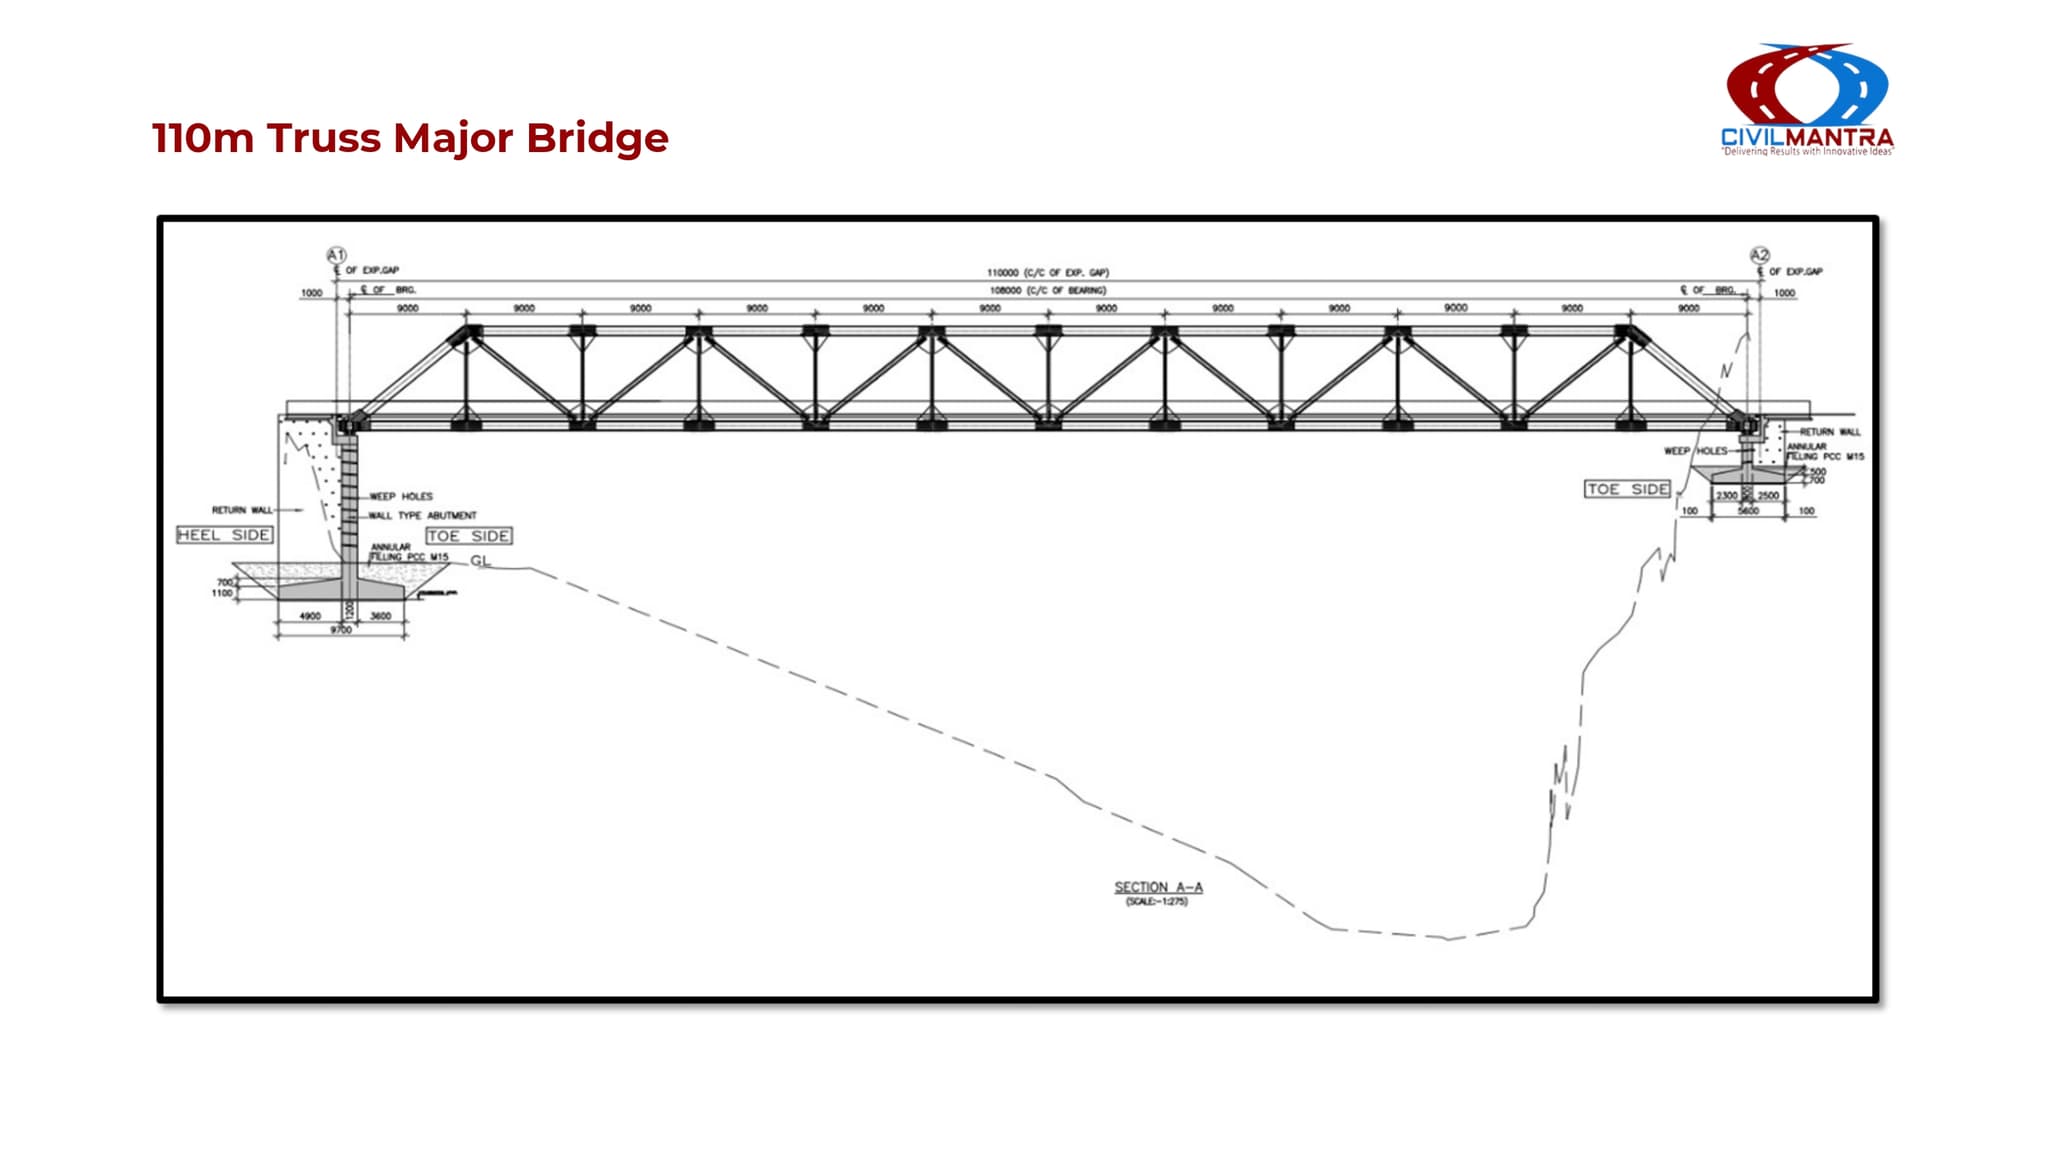 CIVILMANTRA
"Delivering Results with Innovative Ideas"
110m Truss Major Bridge
A1
A2
℄ OF EXP.GAP
110000 (C/C OF EXP. GAP)
℄ OF EXP.GAP
1000
℄ OF BRG.
108000 (C/C OF BEARING)
℄ OF BRG.
1000
9000 9000 9000 9000 9000 9000 9000 9000 9000 9000 9000 9000
RETURN WALL
WEEP HOLES
ANNULAR
FILLING PCC M15
500
700
TOE SIDE
2300
2500
100
5600
100
WEEP HOLES
RETURN WALL
WALL TYPE ABUTMENT
HEEL SIDE
TOE SIDE
ANNULAR
FILLING PCC M15
GL
700
1100
4900
1200
3600
9700
SECTION A-A
(SCALE:-1:275)